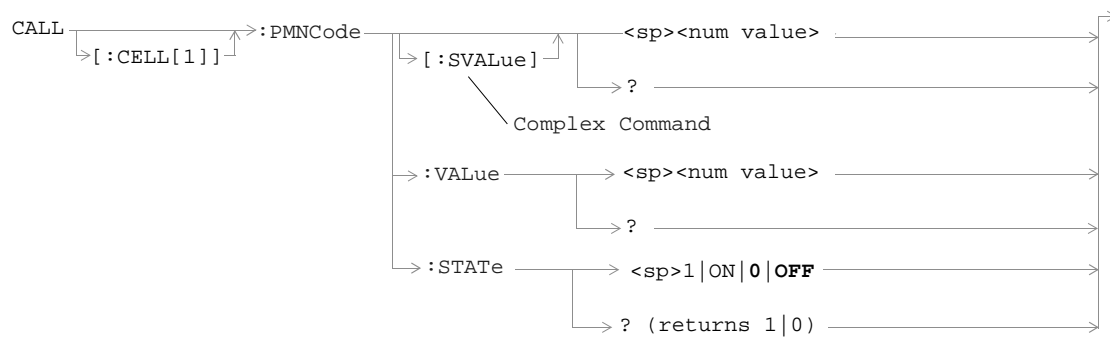 CALL [:CELL[1]] :PMNCode [:SVALue] <sp><num value>
?
Complex Command
:VALue <sp><num value>
?
:STATe <sp>1|ON|0|OFF
? (returns 1|0)